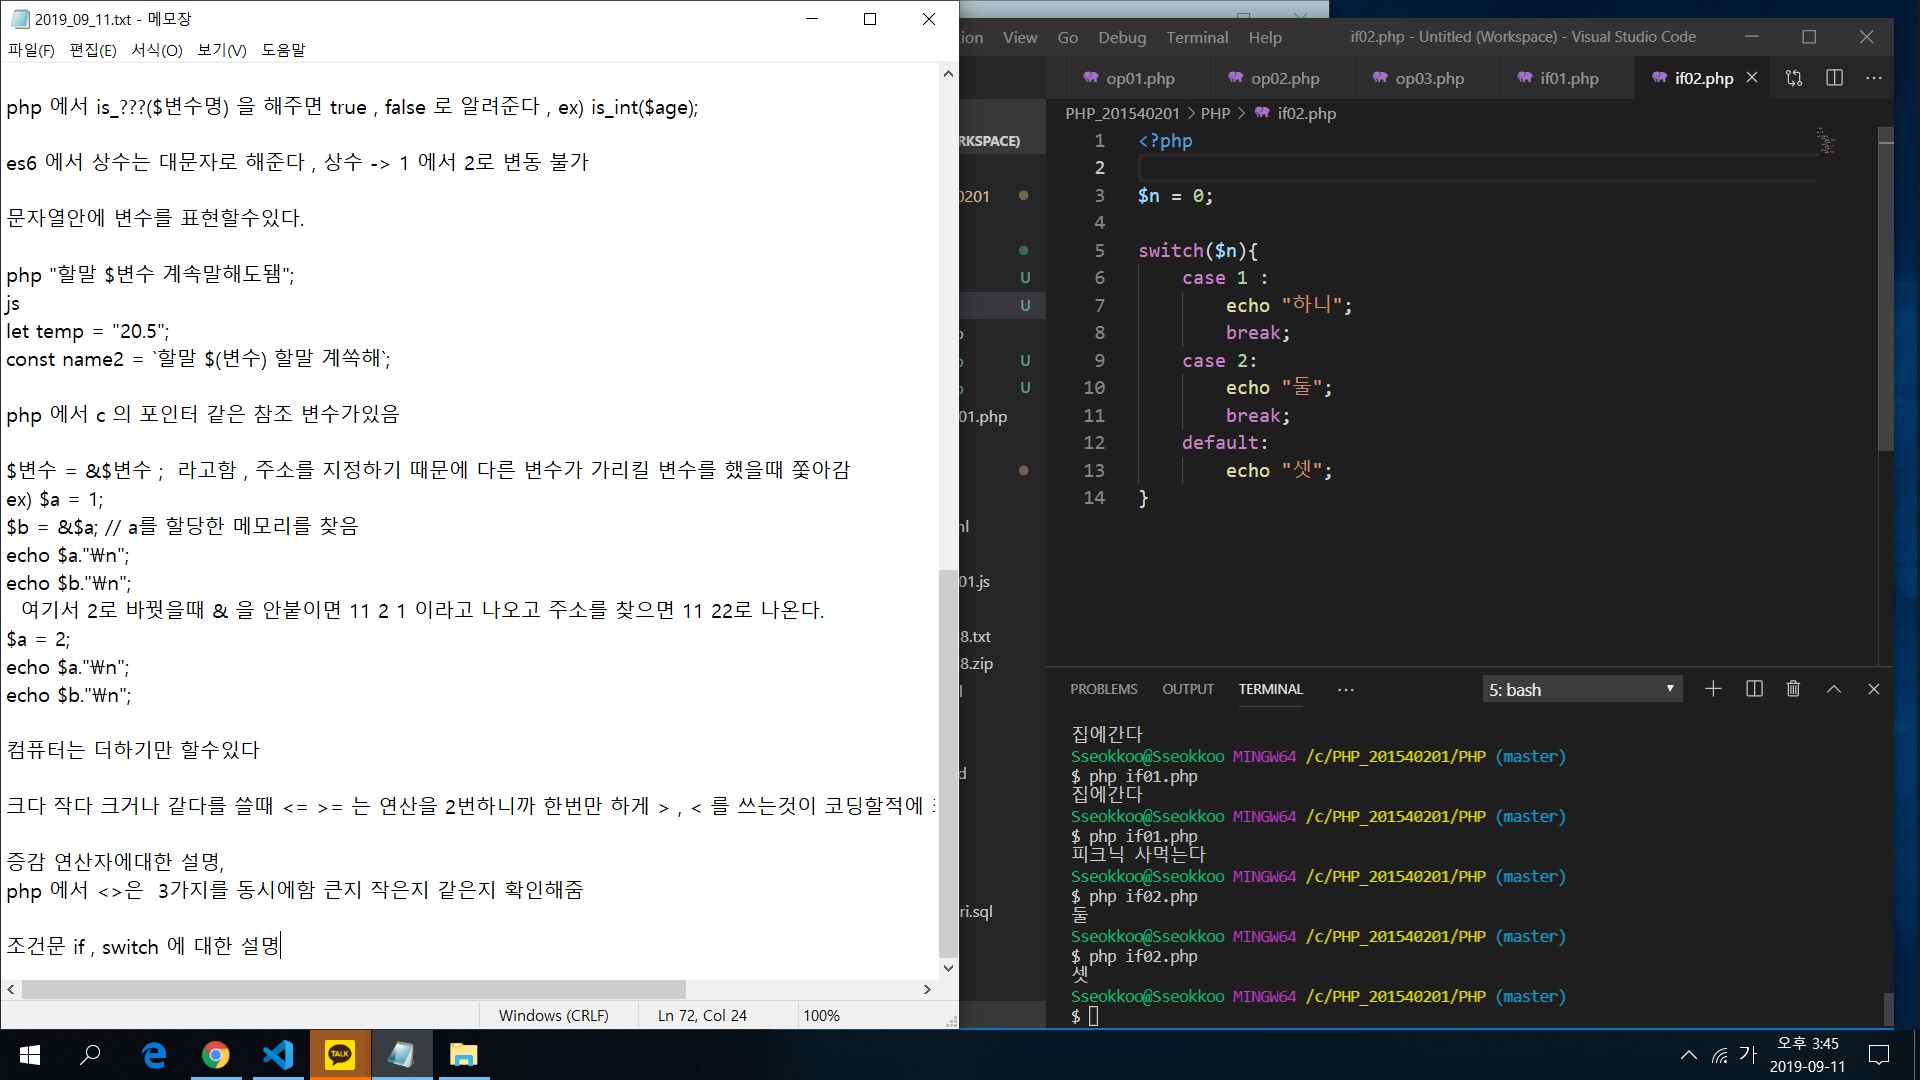 2019_09_11.txt - 메모장
파일(F) 편집(E) 서식(O) 보기(V) 도움말
php 에서 is_???($변수명) 을 해주면 true , false 로 알려준다 , ex) is_int($age);
es6 에서 상수는 대문자로 해준다 , 상수 -> 1 에서 2로 변동 불가
문자열안에 변수를 표현할수있다.
php "할말 $변수 계속말해도됌";
js
let temp = "20.5";
const name2 = `할말 $(변수) 할말 계쏙해`;
php 에서 c 의 포인터 같은 참조 변수가있음
$변수 = &$변수 ; 라고함 , 주소를 지정하기 때문에 다른 변수가 가리킬 변수를 했을때 쫓아감
ex) $a = 1;
$b = &$a; // a를 할당한 메모리를 찾음
echo $a."₩n";
echo $b."₩n";
여기서 2로 바꿧을때 & 을 안붙이면 11 2 1 이라고 나오고 주소를 찾으면 11 22로 나온다.
$a = 2;
echo $a."₩n";
echo $b."₩n";
컴퓨터는 더하기만 할수있다
크다 작다 크거나 같다를 쓸때 <= >= 는 연산을 2번하니까 한번만 하게 > , < 를 쓰는것이 코딩할적에
증감 연산자에대한 설명,
php 에서 <>은 3가지를 동시에함 큰지 작은지 같은지 확인해줌
조건문 if , switch 에 대한 설명
Windows (CRLF) Ln 72, Col 24 100%
ion View Go Debug Terminal Help if02.php - Untitled (Workspace) - Visual Studio Code
op01.php op02.php op03.php if01.php if02.php
PHP_201540201 > PHP > if02.php
RKSPACE)
0201
U
U
U
U
01.php
01.js
8.txt
8.zip
ri.sql
1 <?php
2
3 $n = 0;
4
5 switch($n){
6 case 1 :
7 echo "하니";
8 break;
9 case 2:
10 echo "둘";
11 break;
12 default:
13 echo "셋";
14 }
PROBLEMS OUTPUT TERMINAL ··· 5: bash
집에간다
Sseokkoo@Sseokkoo MINGW64 /c/PHP_201540201/PHP (master)
$ php if01.php
집에간다
Sseokkoo@Sseokkoo MINGW64 /c/PHP_201540201/PHP (master)
$ php if01.php
피크닉 사먹는다
Sseokkoo@Sseokkoo MINGW64 /c/PHP_201540201/PHP (master)
$ php if02.php
둘
Sseokkoo@Sseokkoo MINGW64 /c/PHP_201540201/PHP (master)
$ php if02.php
셋
Sseokkoo@Sseokkoo MINGW64 /c/PHP_201540201/PHP (master)
$
TALK
가 오후 3:45
2019-09-11